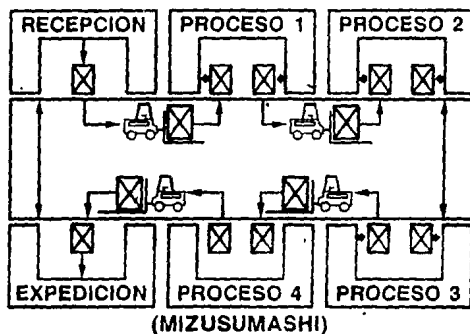 RECEPCION PROCESO 1 PROCESO 2
EXPEDICION PROCESO 4 PROCESO 3
(MIZUSUMASHI)